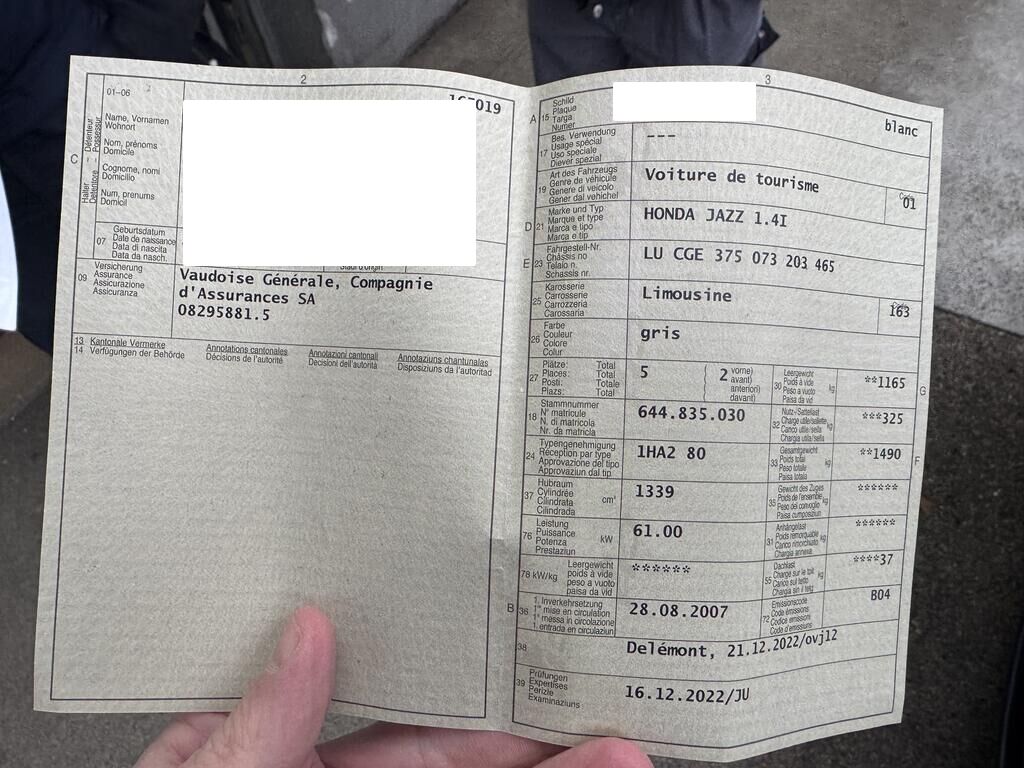 2
01-06
Détenteur
Possessur
Halter
Detentore
C
Name, Vornamen
Wohnort
Nom, prénoms
Domicile
Cognome, nomi
Domicilio
Num, prenums
Domicil
019
07
Geburtsdatum
Date de naissance
Data di nascita
Data da nasch.
09
Versicherung
Assurance
Assicurazione
Assicuranza
Vaudoise Générale, Compagnie
d'Assurances SA
08295881.5
13 Kantonale Vermerke
Annotations cantonales
Annotazioni cantonali
Annotaziuns chantunalas
14 Verfügungen der Behörde
Décisions de l'autorité
Decisioni dell'autorità
Disposiziuns da l'autoritad
3
A 15
Schild
Plaque
Targa
Numer
blanc
17
Bes. Verwendung
Usage spécial
Uso speciale
Diever spezial
---
19
Art des Fahrzeugs
Genre de véhicule
Genere di veicolo
Gener dal vehichel
Voiture de tourisme
Code
01
D 21
Marke und Typ
Marque et type
Marca e tipo
Marca e tip
HONDA JAZZ 1.4I
E 23
Fahrgestell-Nr.
Châssis no
Telaio n.
Schassis nr.
LU CGE 375 073 203 465
25
Karosserie
Carrosserie
Carrozzeria
Carossaria
Limousine
Code
163
26
Farbe
Couleur
Colore
Colur
gris
27
Plätze: Total
Places: Total
Posti: Totale
Plazs: Total
5
2
vorne)
avant)
anteriori)
davant)
30
Leergewicht
Poids à vide
Peso a vuoto
Paisa da vid
kg
**1165
G
18
Stammnummer
N° matricule
N. di matricola
Nr. da matricla
644.835.030
32
Nutz-/Sattellast
Charge utile/sellette
Carico utile/sella
Chargia utila/sella
kg
***325
24
Typengenehmigung
Réception par type
Approvazione del tipo
Approvaziun dal tip
1HA2 80
33
Gesamtgewicht
Poids total
Peso totale
Paisa totala
kg
**1490
F
37
Hubraum
Cylindrée
Cilindrata
Cilindrada
cm³
1339
35
Gewicht des Zuges
Poids de l'ensemble
Peso del convoglio
Paisa cumposiziun
kg
******
76
Leistung
Puissance
Potenza
Prestaziun
kW
61.00
31
Anhängelast
Poids remorquable
Carico rimorchiato
Chargia annexa
kg
******
78 kW/kg
Leergewicht
poids à vide
peso a vuoto
paisa da vid
******
55
Dachlast
Charge sur le toit
Carico sul tetto
Chargia sin il tetg
kg
****37
B 36
1. Inverkehrsetzung
1re mise en circulation
1a messa in circolazione
1. entrada en circulaziun
28.08.2007
72
Emissionscode
Code émissions
Codice emissioni
Code d'emissiuns
B04
38
Delémont, 21.12.2022/ovj12
39
Prüfungen
Expertises
Perizie
Examinaziuns
16.12.2022/JU